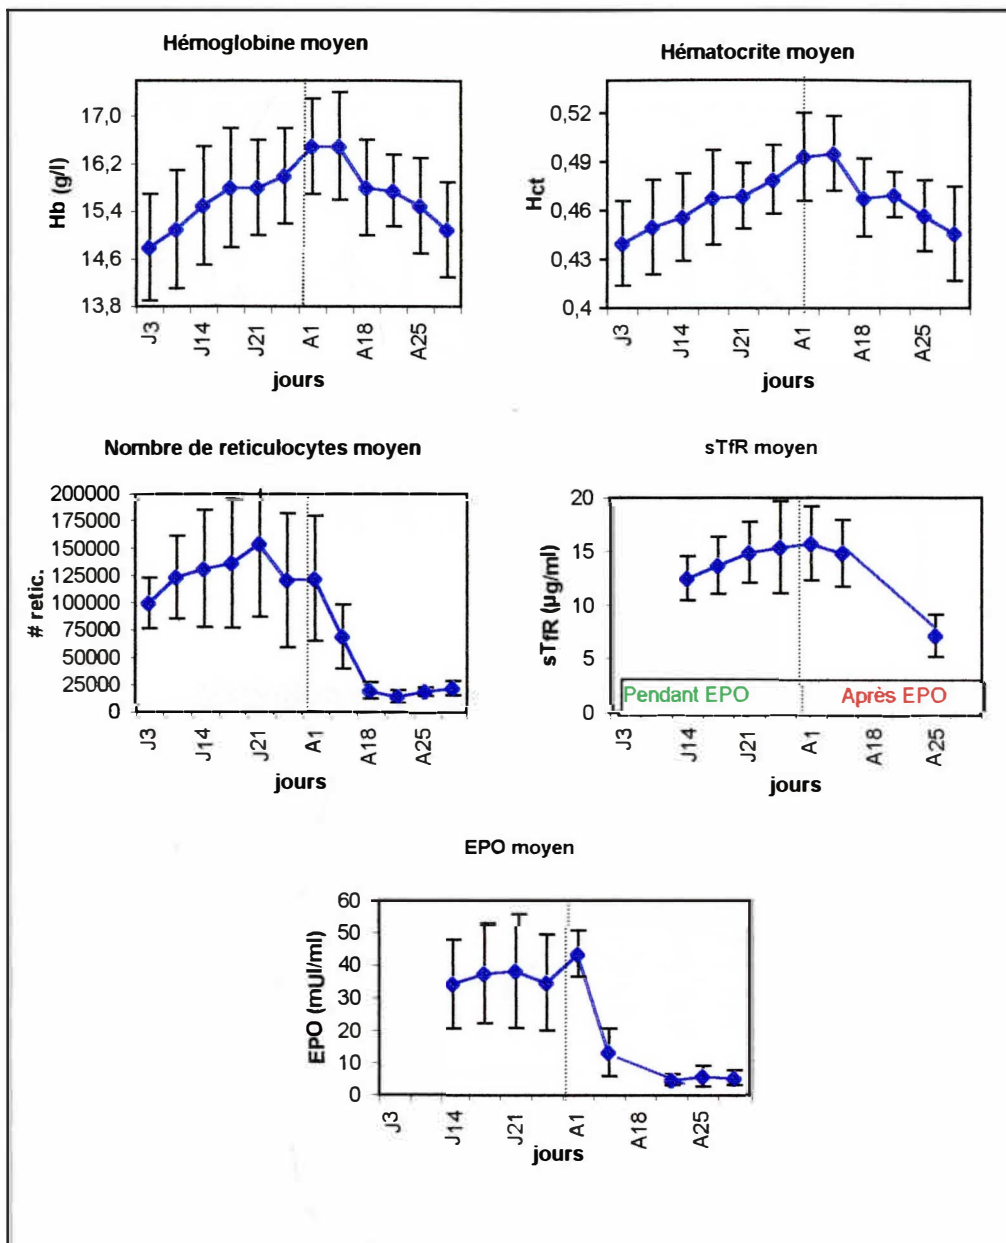 Hémoglobine moyen
Hb (g/l)
17,0
16,2
15,4
14,6
13,8
J3
J14
J21
A1
A18
A25
jours
Hématocrite moyen
Hct
0,52
0,49
0,46
0,43
0,4
J3
J14
J21
A1
A18
A25
jours
Nombre de reticulocytes moyen
# retic.
200000
175000
150000
125000
100000
75000
50000
25000
0
J3
J14
J21
A1
A18
A25
jours
sTfR moyen
sTfR (µg/ml)
20
15
10
5
0
Pendant EPO
Après EPO
J3
J14
J21
A1
A18
A25
jours
EPO moyen
EPO (mUI/ml)
60
50
40
30
20
10
0
J3
J14
J21
A1
A18
A25
jours